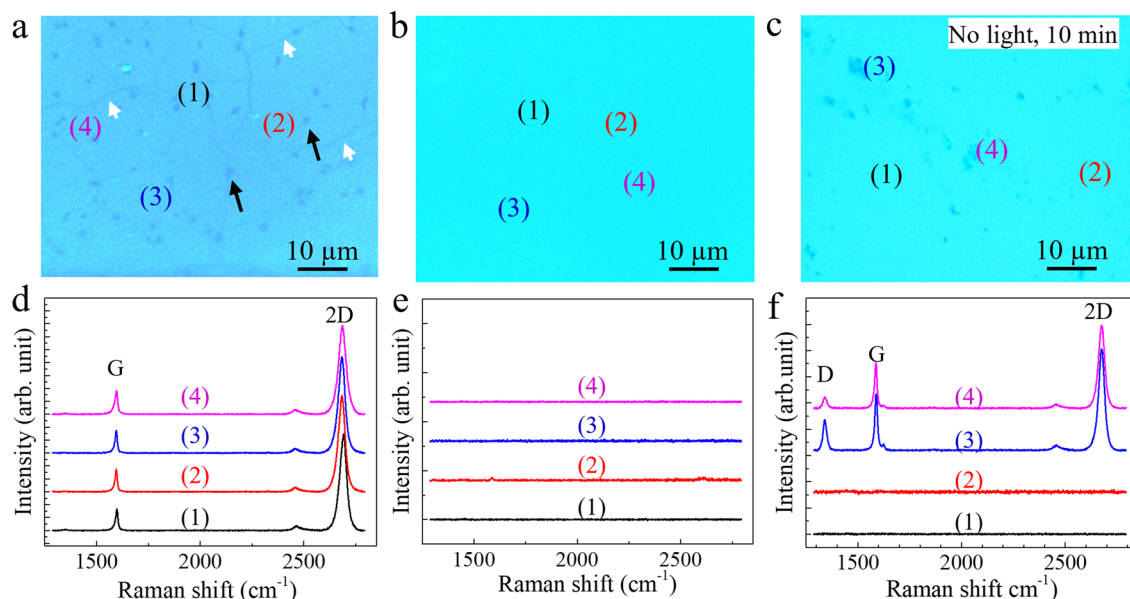 a
(1)
(2)
(4)
(3)
10 µm
b
(1)
(2)
(4)
(3)
10 µm
c
No light, 10 min
(3)
(4)
(1)
(2)
10 µm
d
Intensity (arb. unit)
2D
G
(4)
(3)
(2)
(1)
1500 2000 2500
Raman shift (cm-1)
e
Intensity (arb. unit)
(4)
(3)
(2)
(1)
1500 2000 2500
Raman shift (cm-1)
f
Intensity (arb.unit)
2D
G
D
(4)
(3)
(2)
(1)
1500 2000 2500
Raman shift (cm-1)